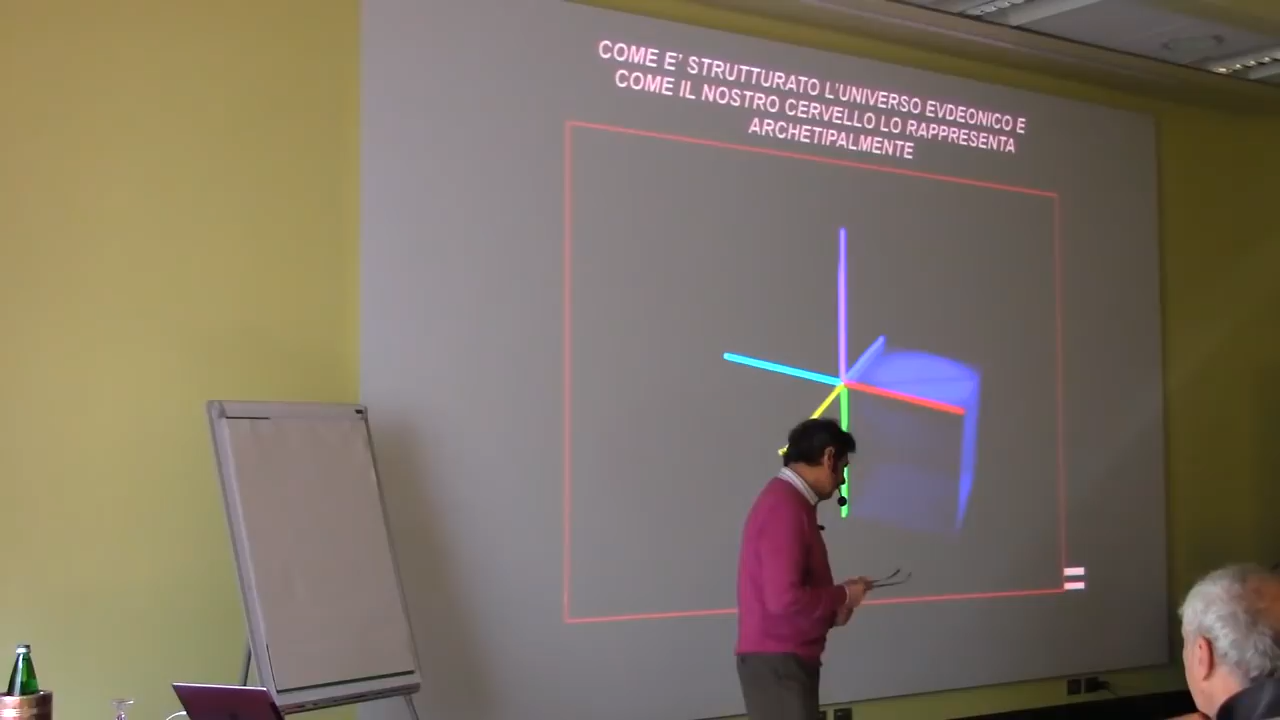 COME E' STRUTTURATO L'UNIVERSO EVDEONICO E
COME IL NOSTRO CERVELLO LO RAPPRESENTA
ARCHETIPALMENTE